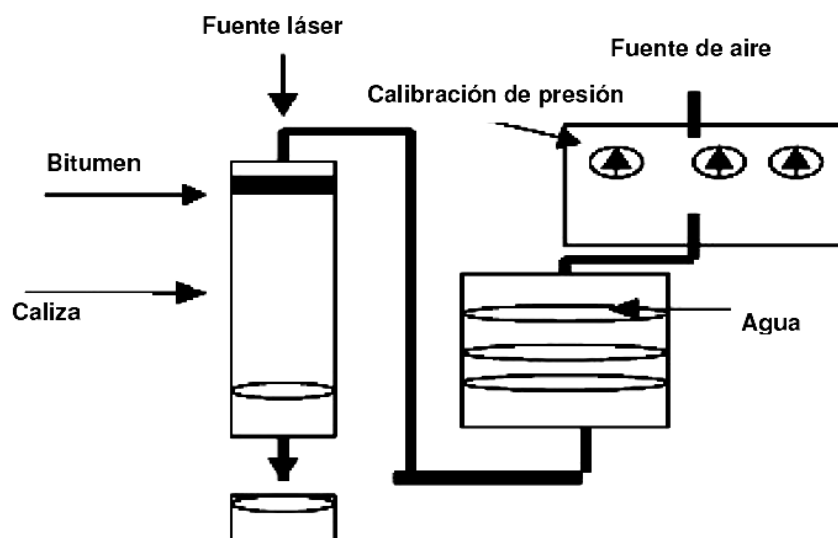 Fuente láser
Fuente de aire
Calibración de presión
Bitumen
Caliza
Agua